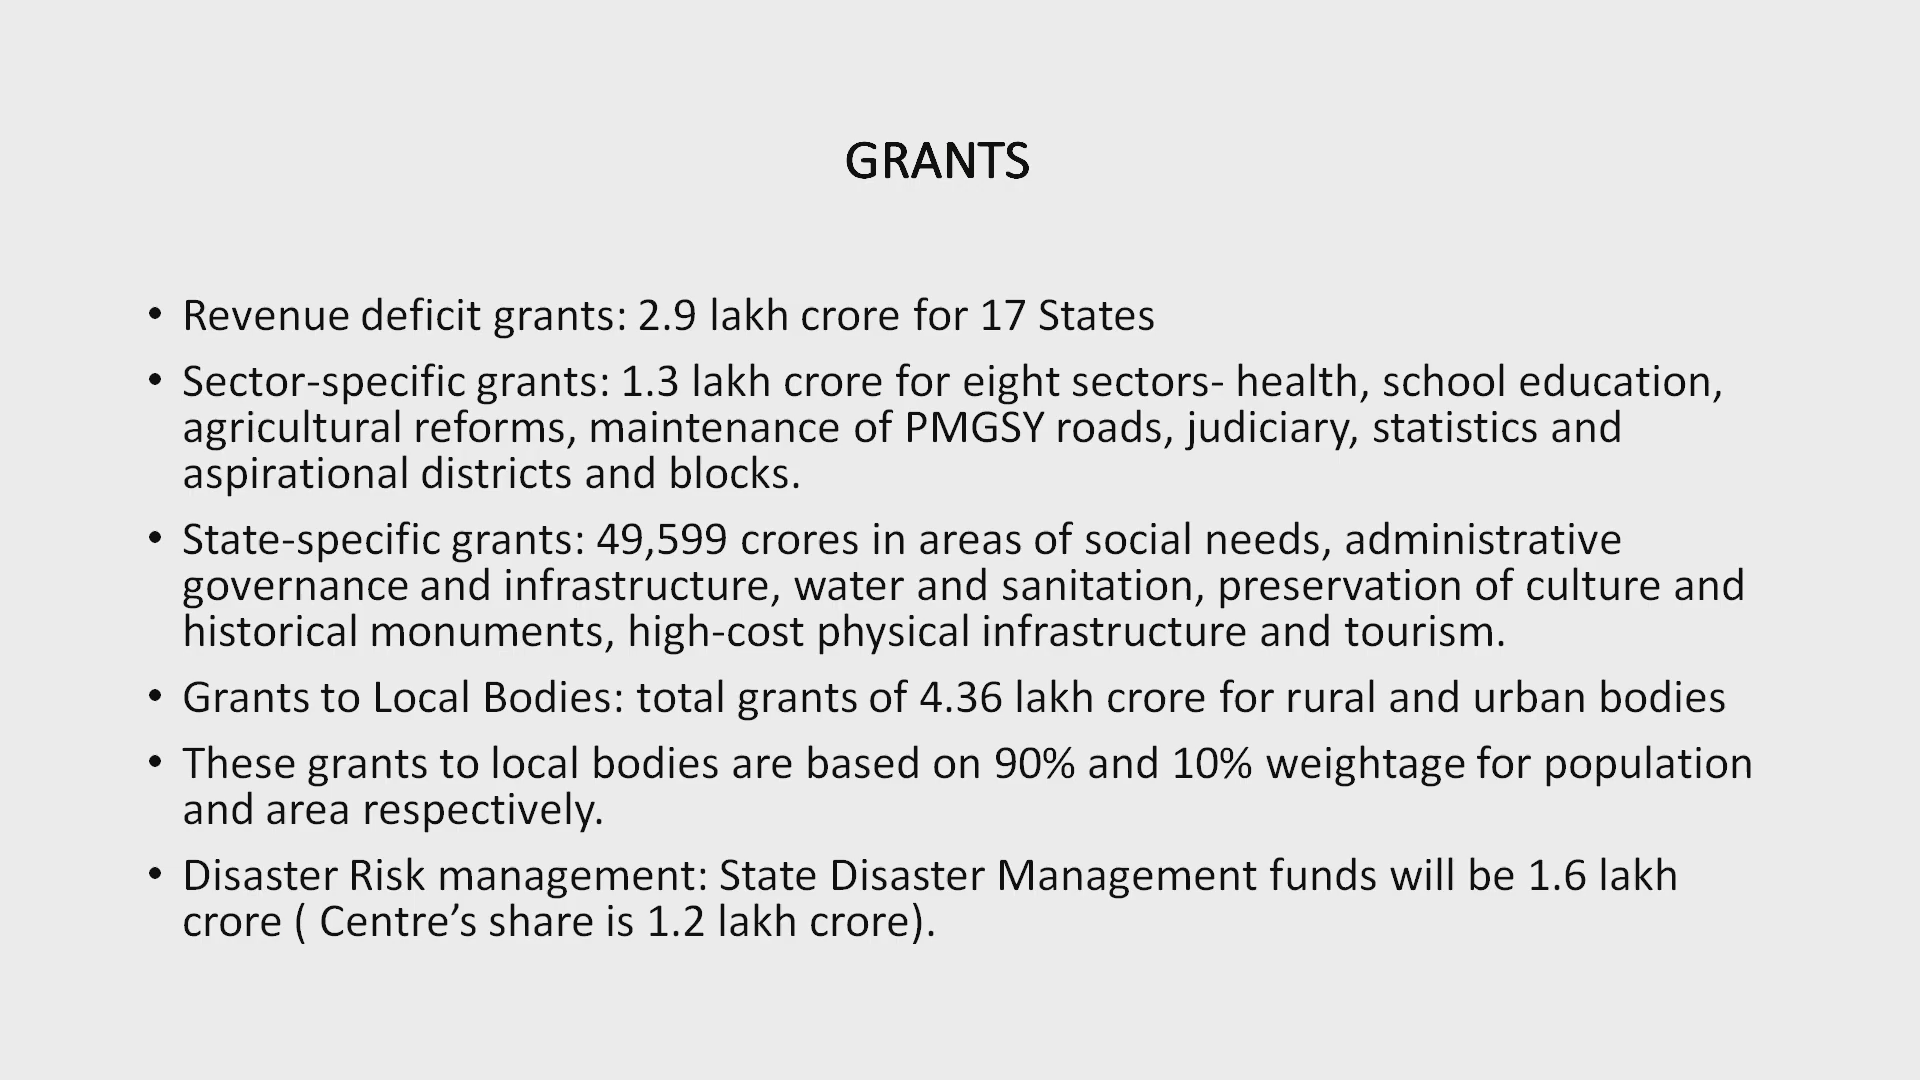 GRANTS
• Revenue deficit grants: 2.9 lakh crore for 17 States
• Sector-specific grants: 1.3 lakh crore for eight sectors- health, school education,
agricultural reforms, maintenance of PMGSY roads, judiciary, statistics and
aspirational districts and blocks.
• State-specific grants: 49,599 crores in areas of social needs, administrative
governance and infrastructure, water and sanitation, preservation of culture and
historical monuments, high-cost physical infrastructure and tourism.
• Grants to Local Bodies: total grants of 4.36 lakh crore for rural and urban bodies
• These grants to local bodies are based on 90% and 10% weightage for population
and area respectively.
• Disaster Risk management: State Disaster Management funds will be 1.6 lakh
crore ( Centre’s share is 1.2 lakh crore).